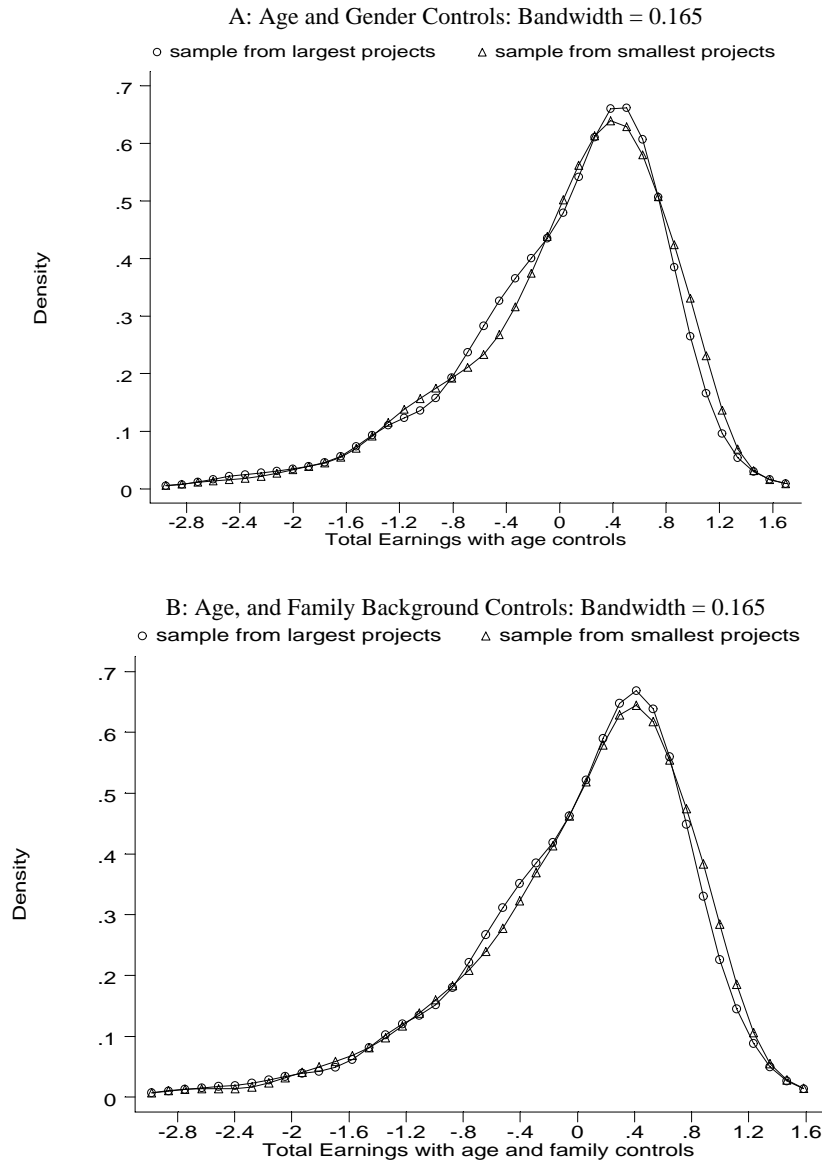 A: Age and Gender Controls: Bandwidth = 0.165
○ sample from largest projects △ sample from smallest projects
.7
.6
.5
.4
.3
.2
.1
0
Density
-2.8 -2.4 -2 -1.6 -1.2 -.8 -.4 0 .4 .8 1.2 1.6
Total Earnings with age controls
B: Age, and Family Background Controls: Bandwidth = 0.165
○ sample from largest projects △ sample from smallest projects
.7
.6
.5
.4
.3
.2
.1
0
Density
-2.8 -2.4 -2 -1.6 -1.2 -.8 -.4 0 .4 .8 1.2 1.6
Total Earnings with age and family controls